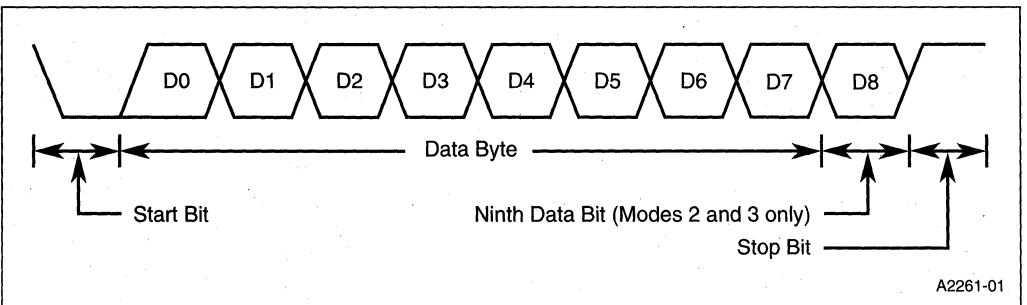 D0 D1 D2 D3 D4 D5 D6 D7 D8
Data Byte
Start Bit
Ninth Data Bit (Modes 2 and 3 only)
Stop Bit
A2261-01